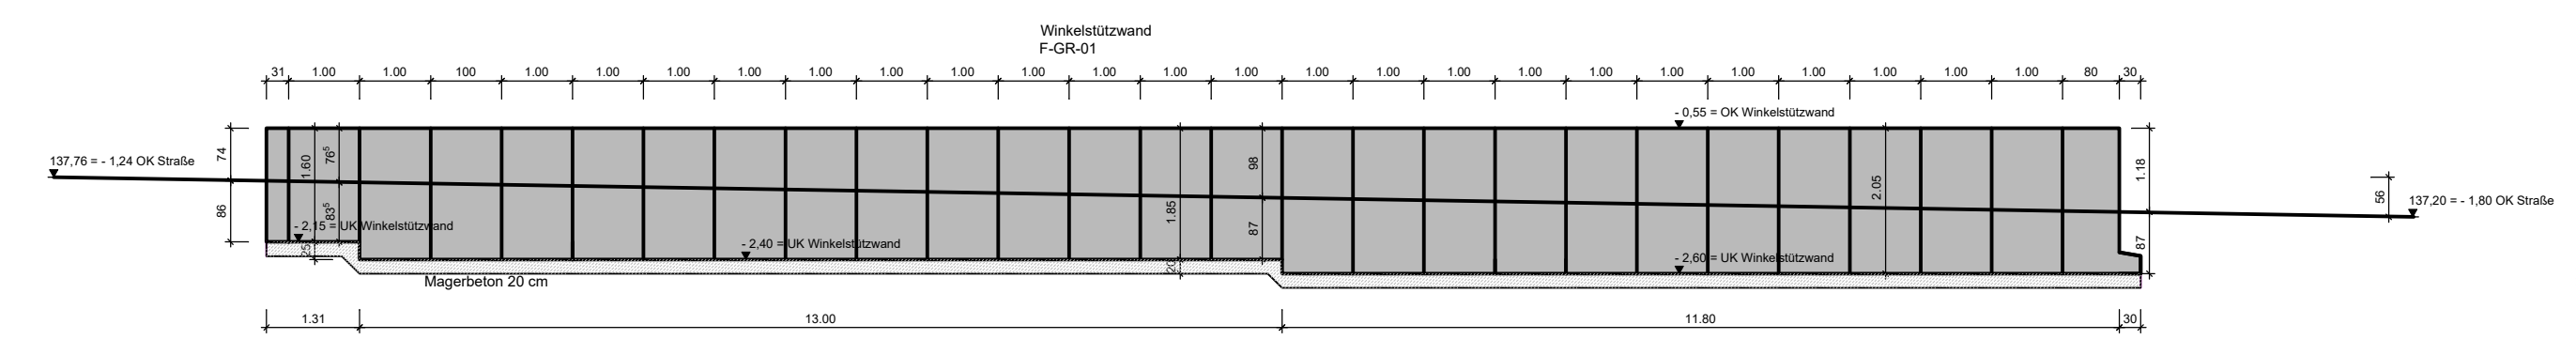 Winkelstützwand
F-GR-01
31 1.00 1.00 100 1.00 1.00 1.00 1.00 1.00 1.00 1.00 1.00 1.00 1.00 1.00 1.00 1.00 1.00 1.00 1.00 1.00 1.00 1.00 1.00 1.00 80 30
- 0,55 = OK Winkelstützwand
137,76 = - 1,24 OK Straße
74
1.60
76⁵
98
2.05
1.18
56
137,20 = - 1,80 OK Straße
86
83⁵
1.85
87
87
- 2,15 = UK Winkelstützwand
25
- 2,40 = UK Winkelstützwand
20
- 2,60 = UK Winkelstützwand
Magerbeton 20 cm
1.31 13.00 11.80 30